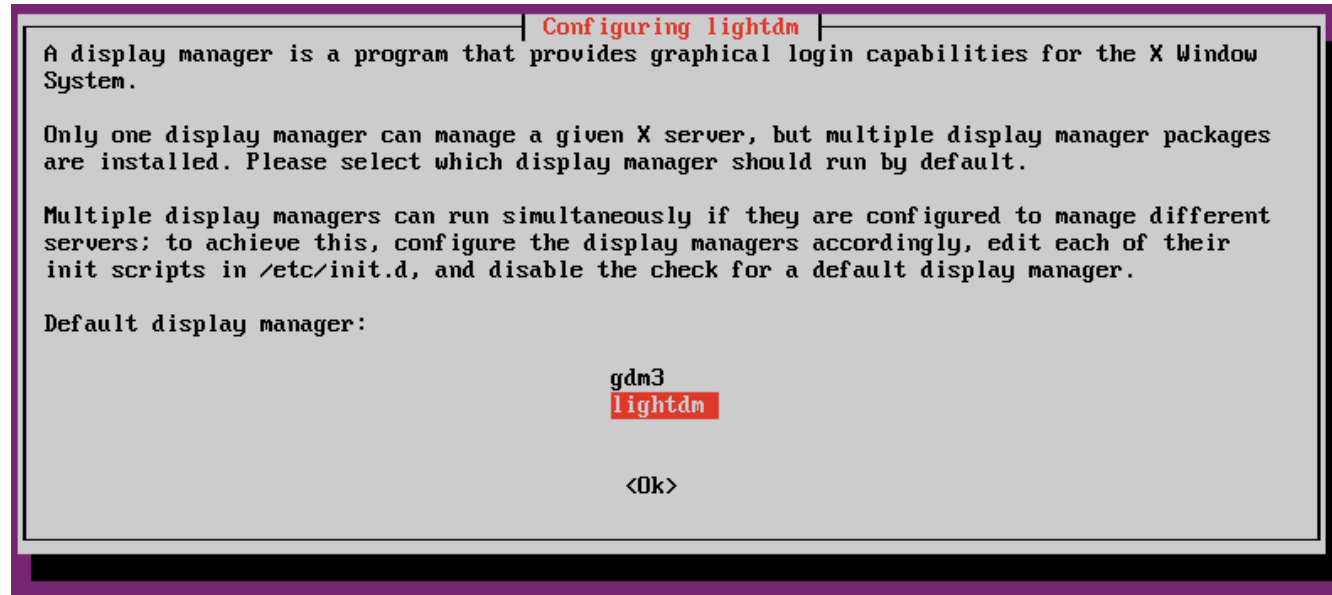 Configuring lightdm
A display manager is a program that provides graphical login capabilities for the X Window
System.
Only one display manager can manage a given X server, but multiple display manager packages
are installed. Please select which display manager should run by default.
Multiple display managers can run simultaneously if they are configured to manage different
servers; to achieve this, configure the display managers accordingly, edit each of their
init scripts in /etc/init.d, and disable the check for a default display manager.
Default display manager:
gdm3
lightdm
<Ok>